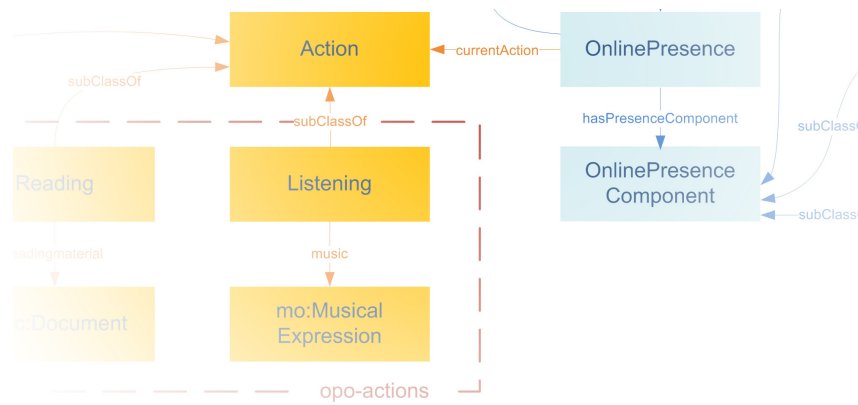 Action
currentAction
OnlinePresence
subClassOf
hasPresenceComponent
subClassOf
Reading
Listening
OnlinePresence
Component
music
mo:Musical
Expression
opo-actions